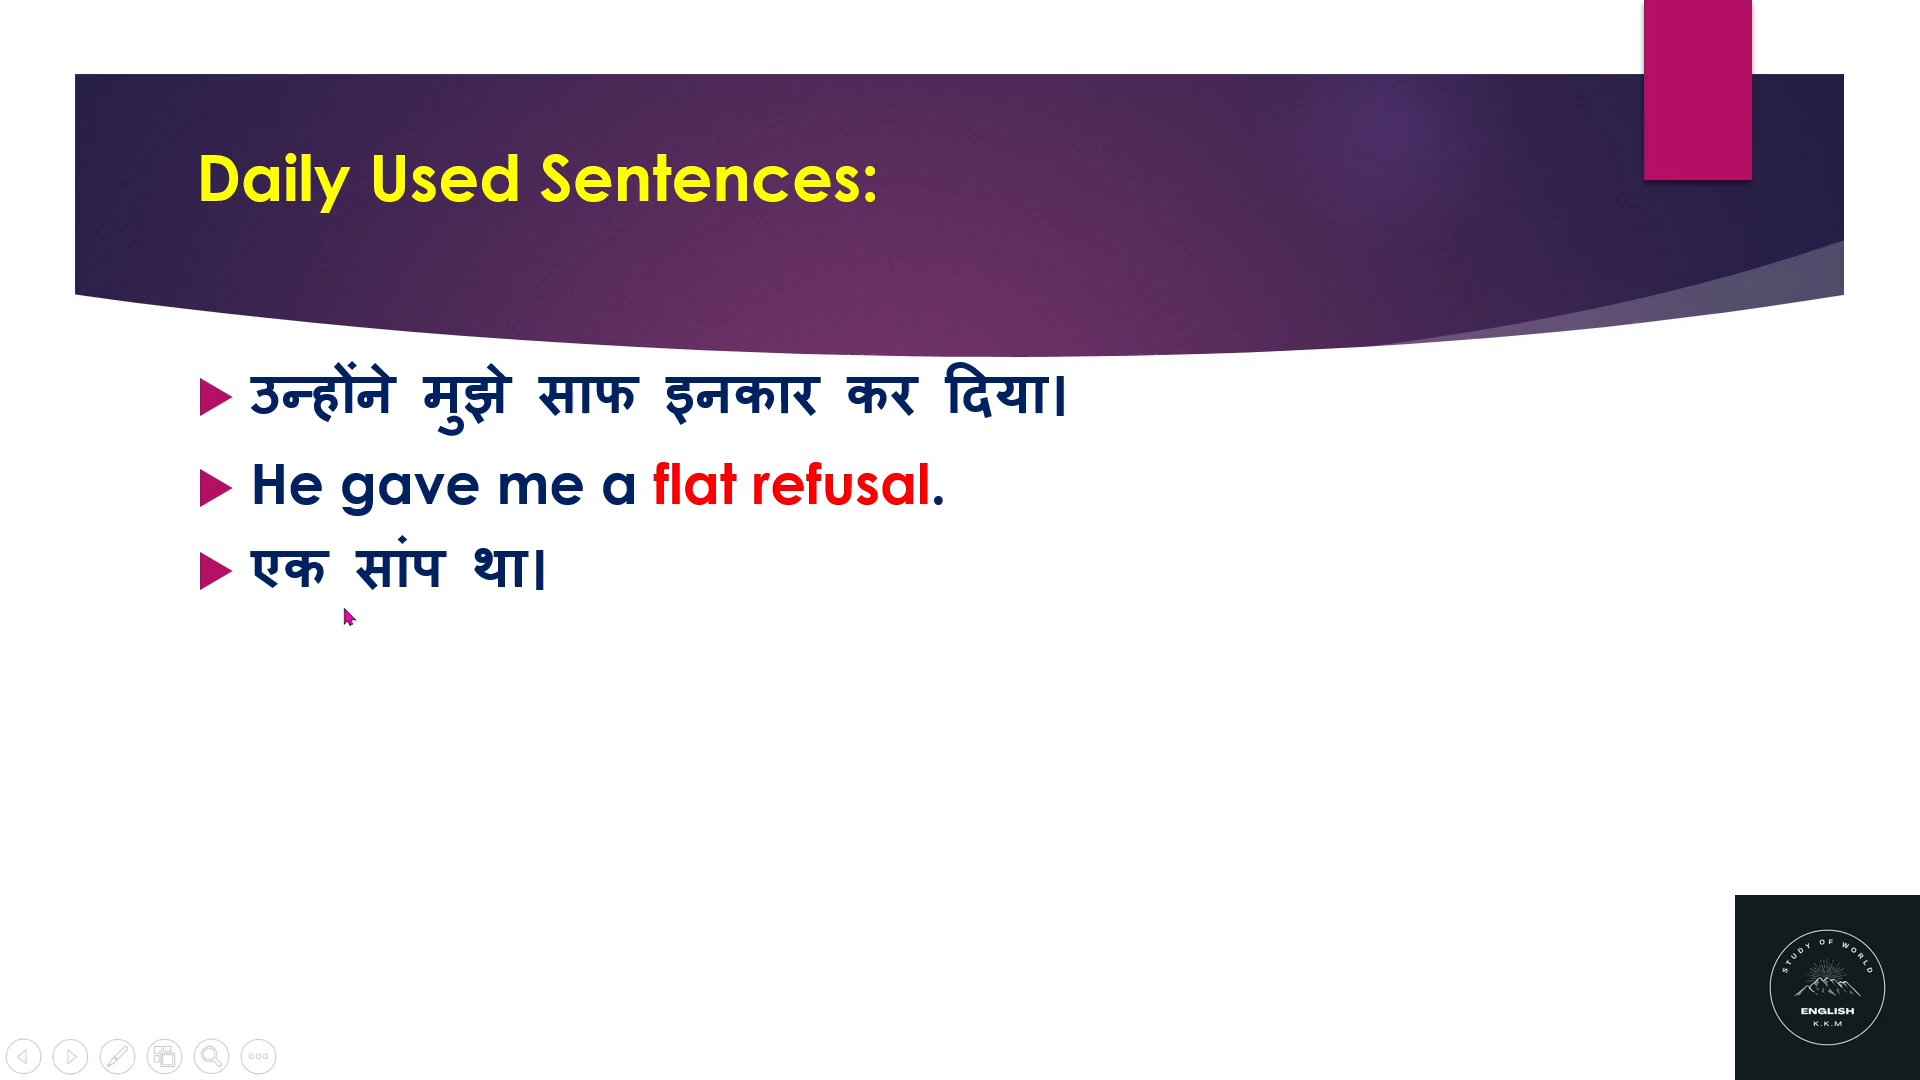 Daily Used Sentences:
उन्होंने मुझे साफ इनकार कर दिया।
He gave me a flat refusal.
एक सांप था।
STUDY OF WORLD
ENGLISH
K.K.M